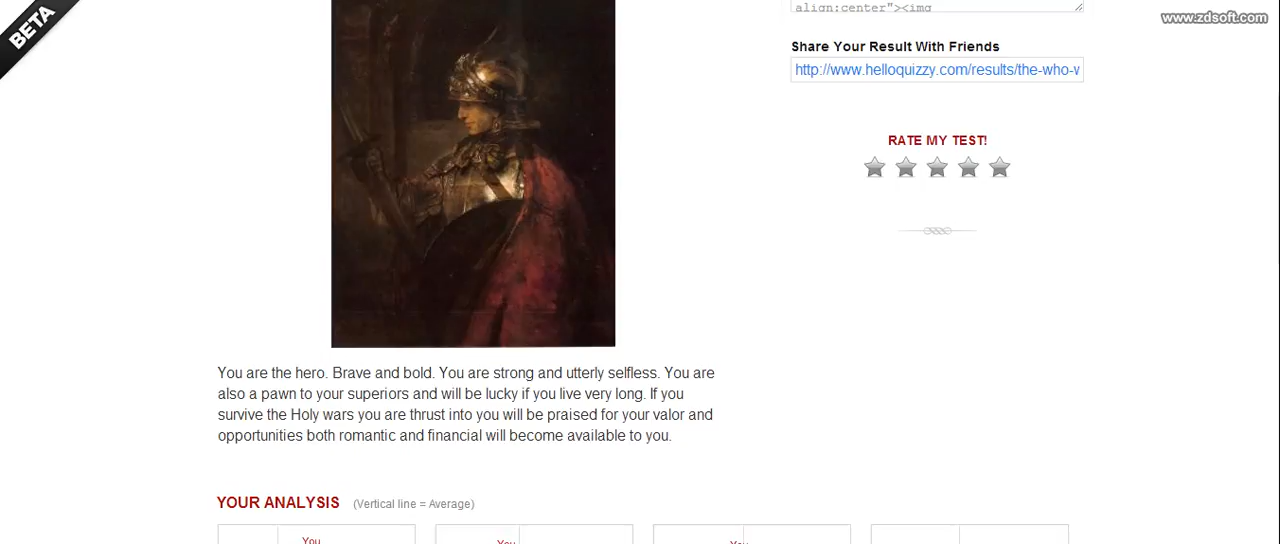 BETA
align:center"><img
www.zdsoft.com
Share Your Result With Friends
http://www.helloquizzy.com/results/the-who-w
RATE MY TEST!
You are the hero. Brave and bold. You are strong and utterly selfless. You are
also a pawn to your superiors and will be lucky if you live very long. If you
survive the Holy wars you are thrust into you will be praised for your valor and
opportunities both romantic and financial will become available to you.
YOUR ANALYSIS (Vertical line = Average)
You
You
You